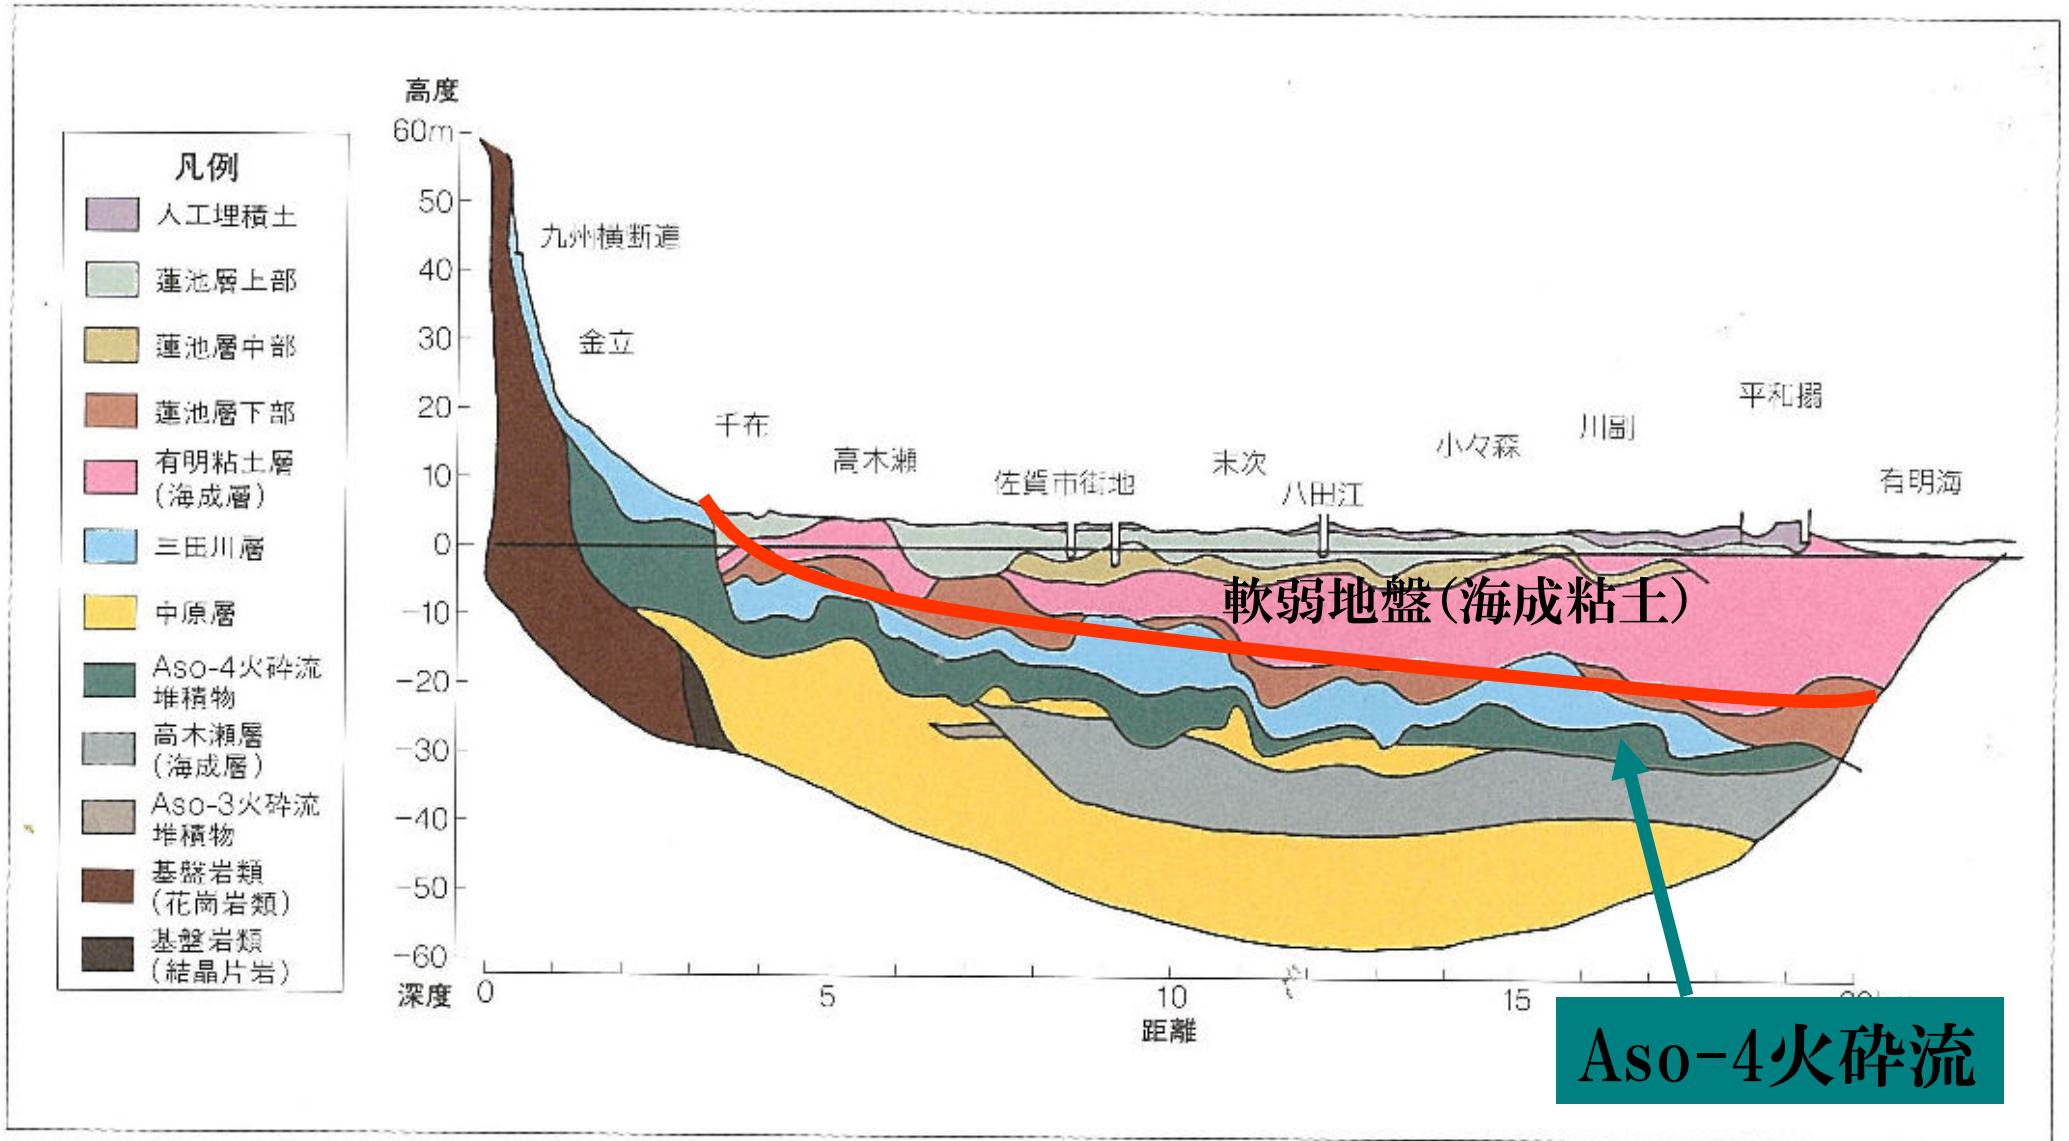 高度
60m
50
40
30
20
10
0
-10
-20
-30
-40
-50
-60
深度
凡例
人工埋積土
蓮池層上部
蓮池層中部
蓮池層下部
有明粘土層
(海成層)
三田川層
中原層
Aso-4火砕流
堆積物
高木瀬層
(海成層)
Aso-3火砕流
堆積物
基盤岩類
(花崗岩類)
基盤岩類
(結晶片岩)
九州横断道
金立
千布
高木瀬
佐賀市街地
末次
八田江
小々森
川副
平和搦
有明海
軟弱地盤(海成粘土)
0
5
10
15
距離
Aso-4火砕流